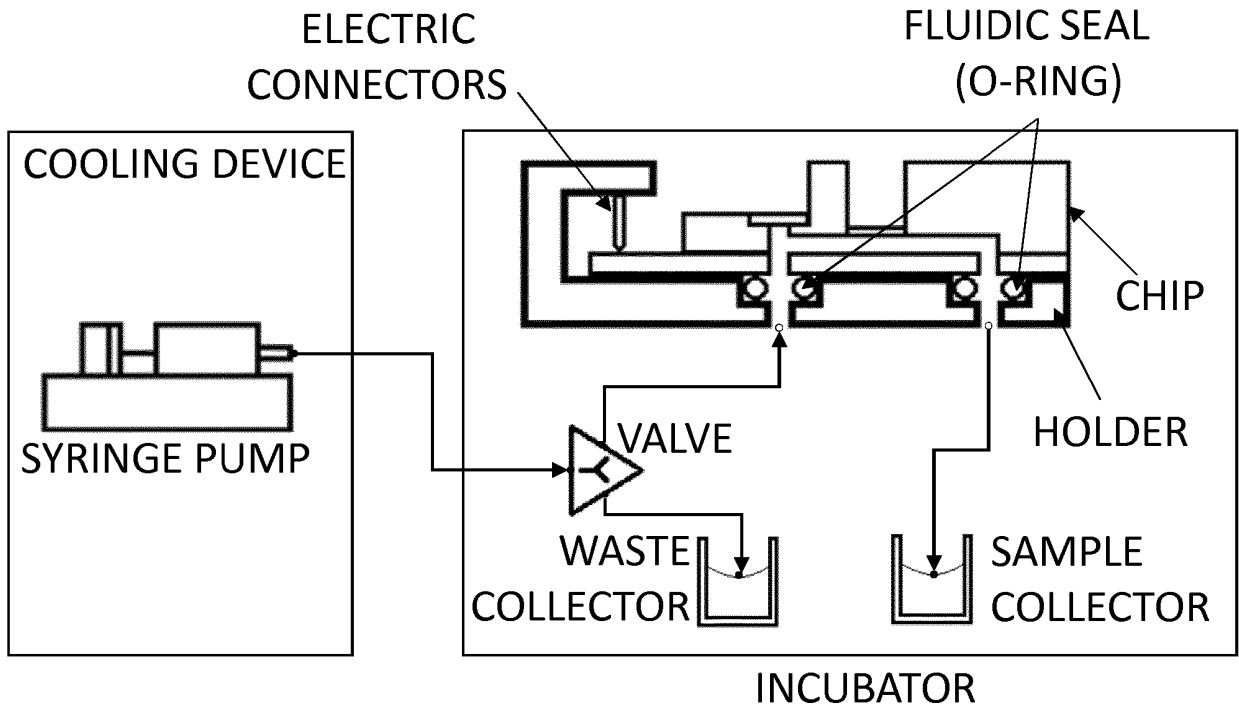 ELECTRIC
CONNECTORS
FLUIDIC SEAL
(O-RING)
COOLING DEVICE
CHIP
HOLDER
SYRINGE PUMP
VALVE
WASTE
COLLECTOR
SAMPLE
COLLECTOR
INCUBATOR